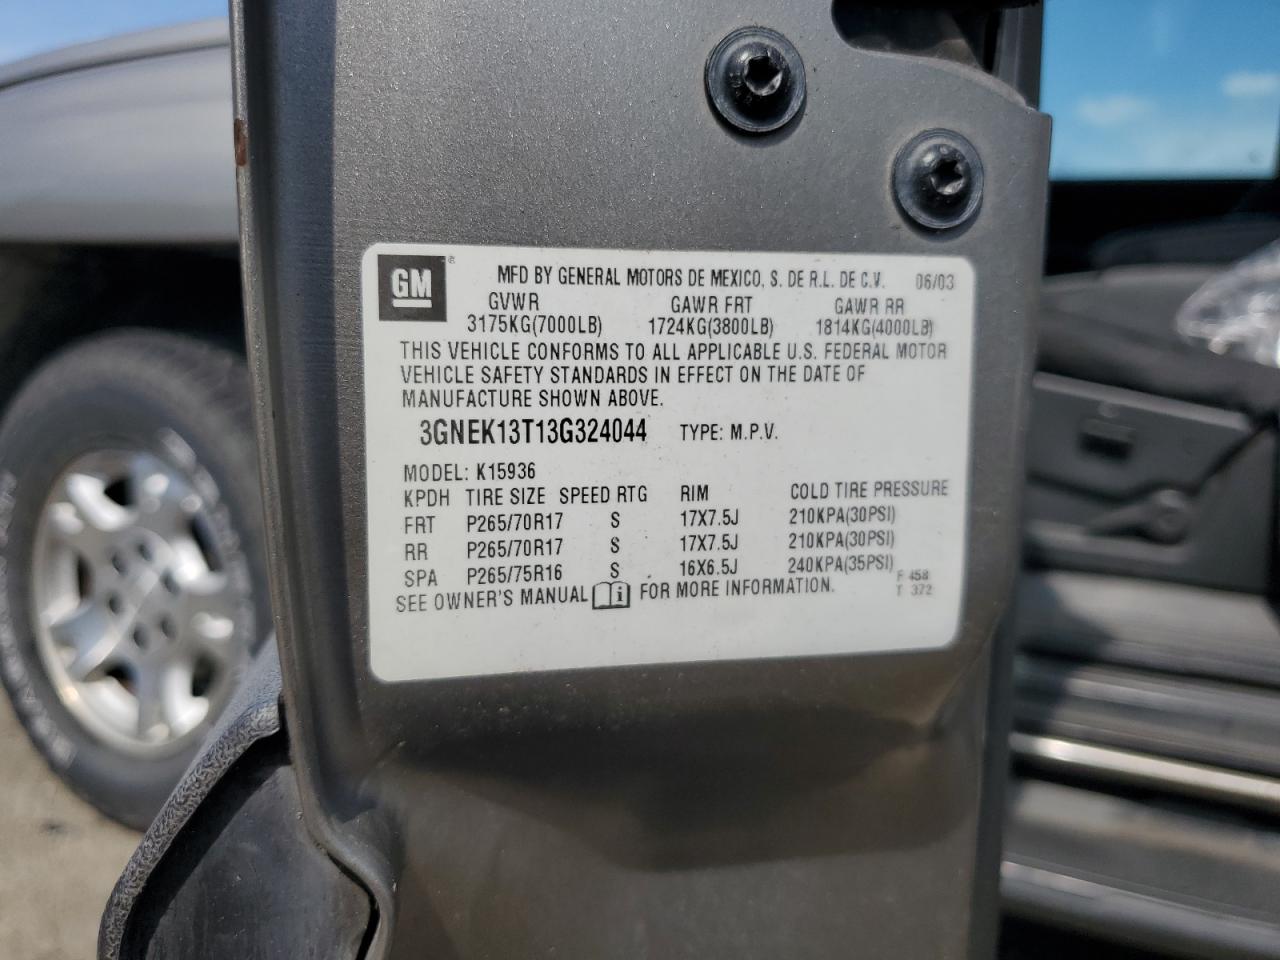 GM® MFD BY GENERAL MOTORS DE MEXICO, S. DE R.L. DE C.V. 06/03
GVWR GAWR FRT GAWR RR
3175KG(7000LB) 1724KG(3800LB) 1814KG(4000LB)
THIS VEHICLE CONFORMS TO ALL APPLICABLE U.S. FEDERAL MOTOR
VEHICLE SAFETY STANDARDS IN EFFECT ON THE DATE OF
MANUFACTURE SHOWN ABOVE.
3GNEK13T13G324044 TYPE: M.P.V.
MODEL: K15936
KPDH TIRE SIZE SPEED RTG RIM COLD TIRE PRESSURE
FRT P265/70R17 S 17X7.5J 210KPA(30PSI)
RR P265/70R17 S 17X7.5J 210KPA(30PSI)
SPA P265/75R16 S 16X6.5J 240KPA(35PSI)
SEE OWNER'S MANUAL i FOR MORE INFORMATION.
F 458
T 372